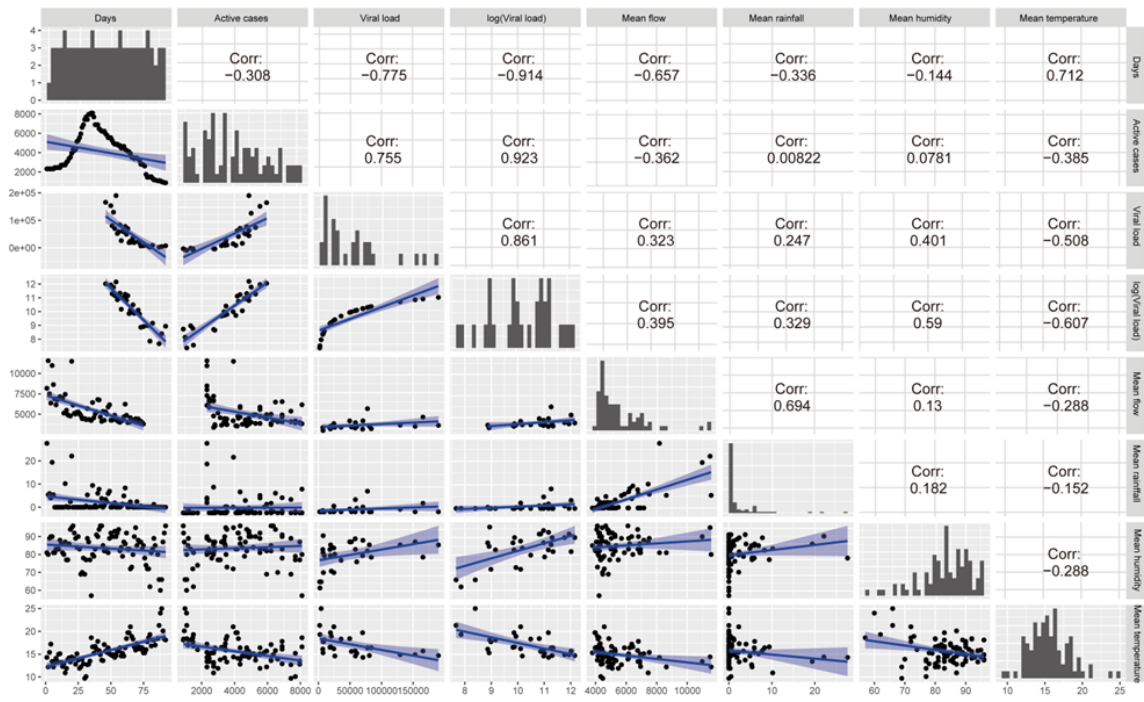 Days Active cases Viral load log(Viral load) Mean flow Mean rainfall Mean humidity Mean temperature
4
3
2
1
0
Corr: Corr: Corr: Corr: Corr: Corr: Corr:
−0.308 −0.775 −0.914 −0.657 −0.336 −0.144 0.712
Days
8000
6000
4000
2000
Corr: Corr: Corr: Corr: Corr: Corr:
0.755 0.923 −0.362 0.00822 0.0781 −0.385
Active cases
2e+05
1e+05
0e+00
Corr: Corr: Corr: Corr: Corr:
0.861 0.323 0.247 0.401 −0.508
Viral load
12
11
10
9
8
Corr: Corr: Corr: Corr:
0.395 0.329 0.59 −0.607
log(Viral load)
10000
7500
5000
Corr: Corr: Corr:
0.694 0.13 −0.288
Mean flow
20
10
0
Corr: Corr:
0.182 −0.152
Mean rainffall
90
80
70
60
Corr:
−0.288
Mean humidity
25
20
15
10
Mean temperature
0 25 50 75 2000 4000 6000 8000 0 50000 100000 150000 8 9 10 11 12 4000 6000 8000 10000 0 10 20 60 70 80 90 10 15 20 25